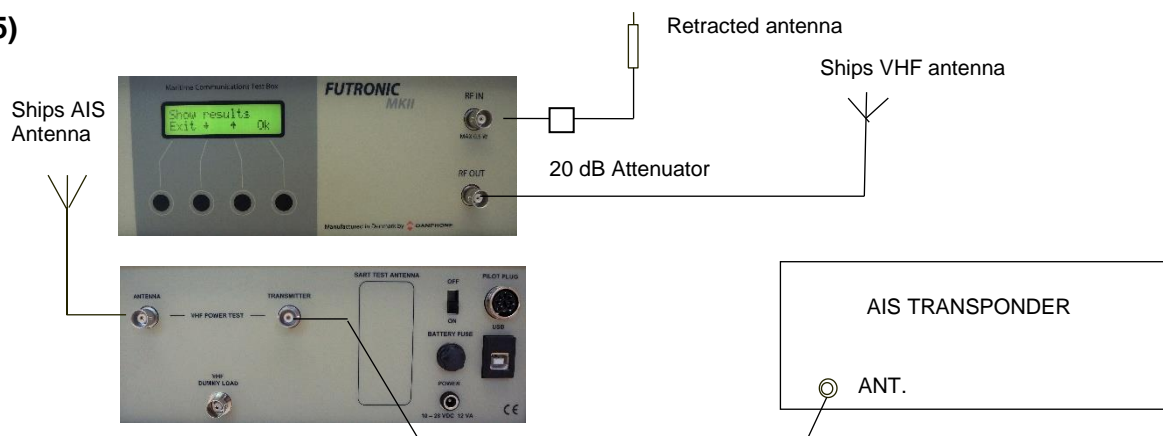 5)
Retracted antenna
Ships VHF antenna
Ships AIS
Antenna
Maritime Communications Test Box
FUTRONIC
MKII
RF IN
Show results
Exit ↓ ↑ Ok
20 dB Attenuator
RF OUT
Manufactured in Denmark by DANPHONE
SART TEST ANTENNA
OFF
PILOT PLUG
ANTENNA
VHF POWER TEST
TRANSMITTER
ON
USB
BATTERY FUSE
AIS TRANSPONDER
VHF
DUMMY LOAD
POWER
CE
ANT.